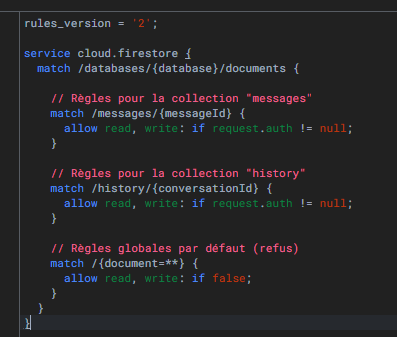 rules_version = '2';
service cloud.firestore {
match /databases/{database}/documents {
// Règles pour la collection "messages"
match /messages/{messageId} {
allow read, write: if request.auth != null;
}
// Règles pour la collection "history"
match /history/{conversationId} {
allow read, write: if request.auth != null;
}
// Règles globales par défaut (refus)
match /{document=**} {
allow read, write: if false;
}
}
}